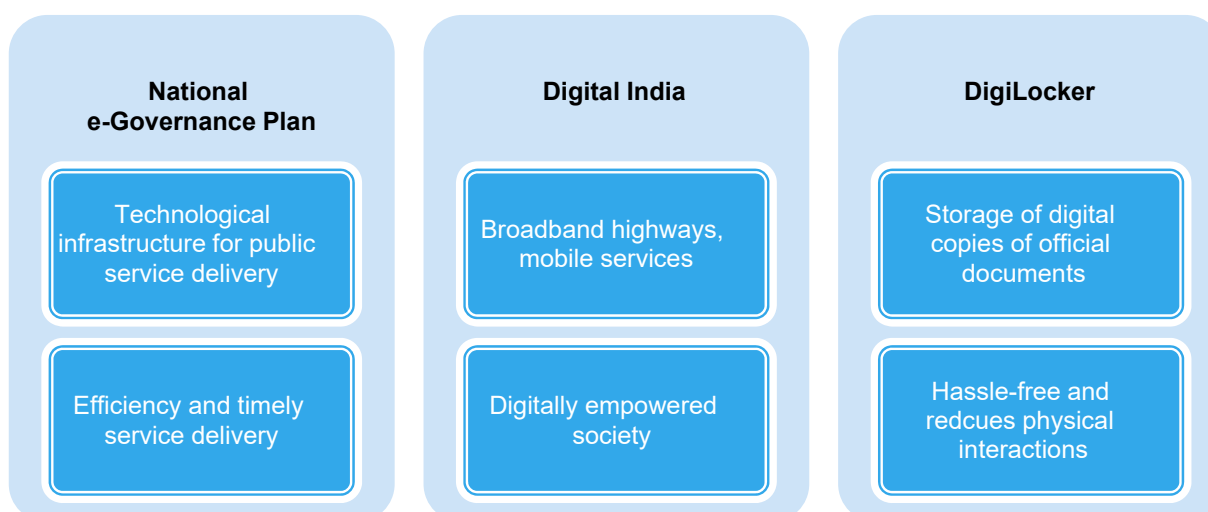 National
e-Governance Plan
Technological
infrastructure for public
service delivery
Efficiency and timely
service delivery
Digital India
Broadband highways,
mobile services
Digitally empowered
society
DigiLocker
Storage of digital
copies of official
documents
Hassle-free and
redcues physical
interactions